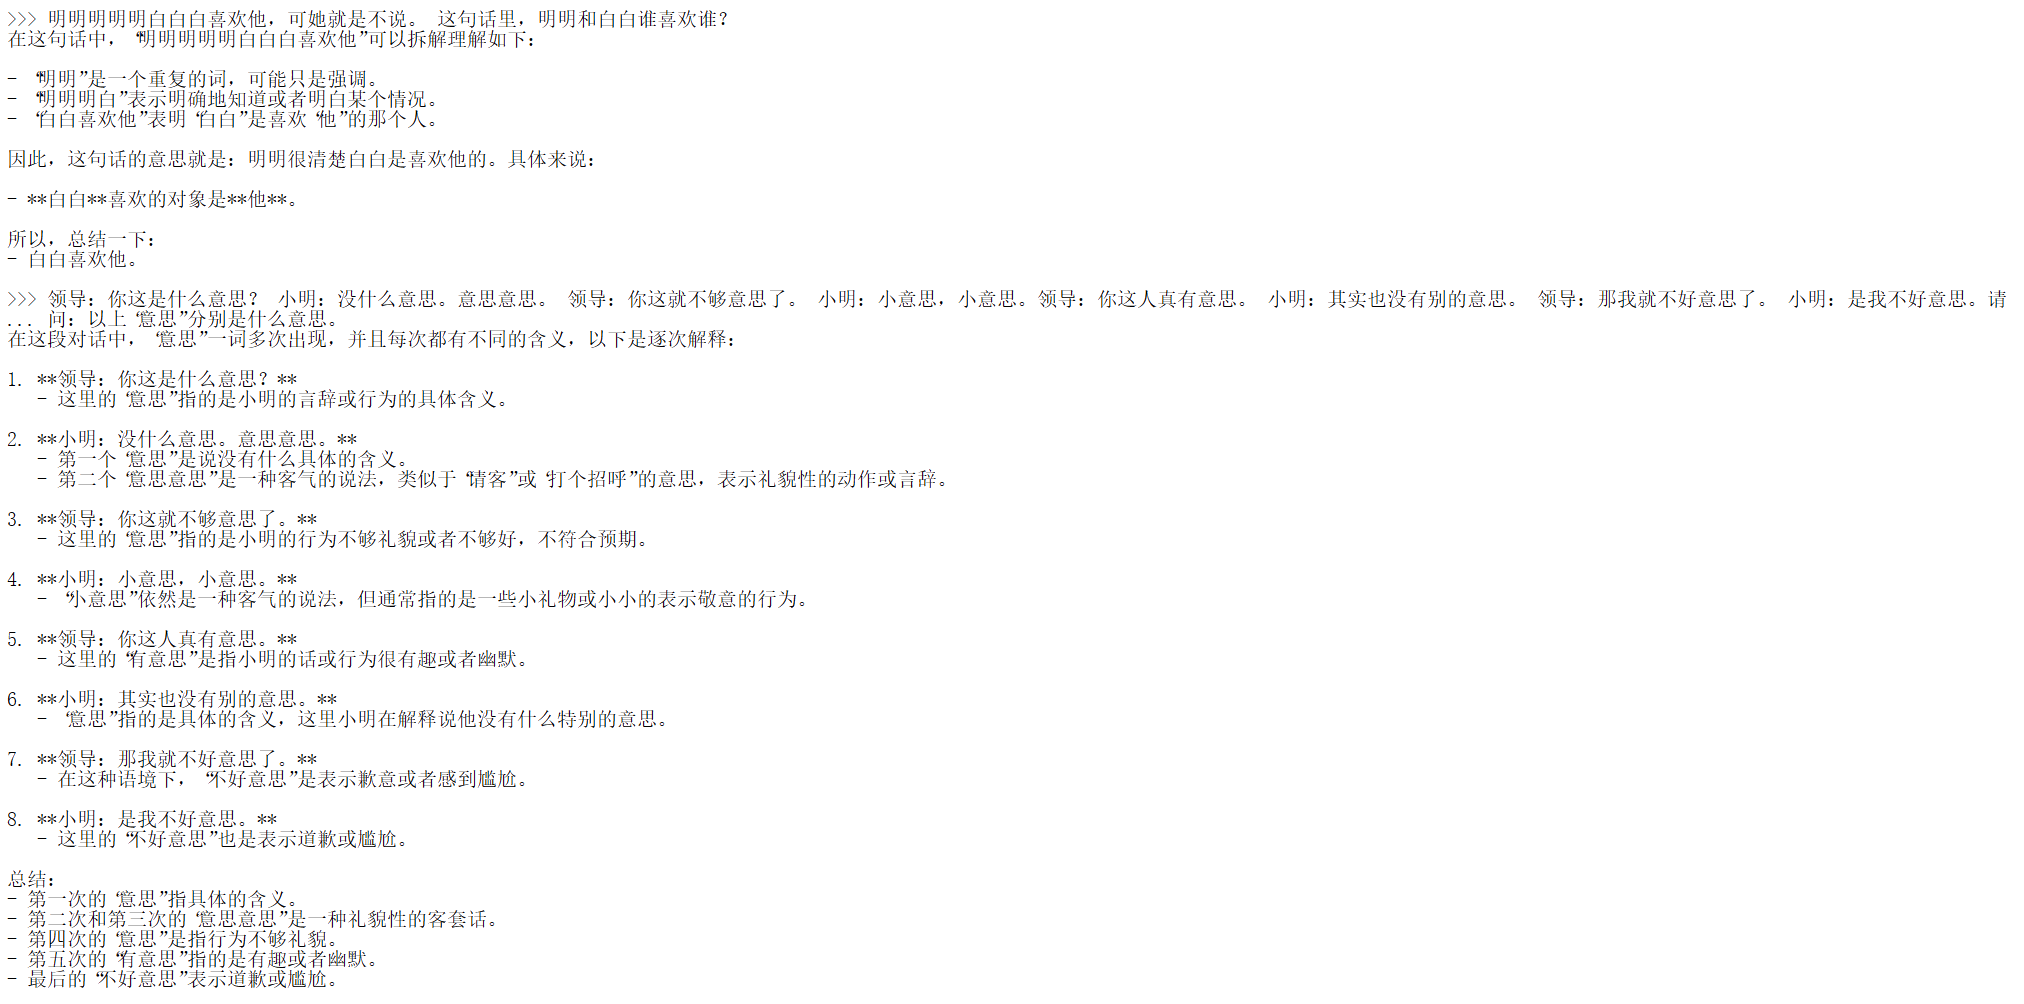 >>> 明明明明明白白白喜欢他，可她就是不说。 这句话里，明明和白白谁喜欢谁？
在这句话中，“明明明明明白白白喜欢他”可以拆解理解如下：
- “明明”是一个重复的词，可能只是强调。
- “明明明白”表示明确地知道或者明白某个情况。
- “白白喜欢他”表明“白白”是喜欢“他”的那个人。
因此，这句话的意思就是：明明很清楚白白是喜欢他的。具体来说：
- **白白**喜欢的对象是**他**。
所以，总结一下：
- 白白喜欢他。
>>> 领导：你这是什么意思？ 小明：没什么意思。意思意思。 领导：你这就不够意思了。 小明：小意思，小意思。领导：你这人真有意思。 小明：其实也没有别的意思。 领导：那我就不好意思了。 小明：是我不好意思。请
... 问：以上“意思”分别是什么意思。
在这段对话中，“意思”一词多次出现，并且每次都有不同的含义，以下是逐次解释：
1. **领导：你这是什么意思？**
- 这里的“意思”指的是小明的言辞或行为的具体含义。
2. **小明：没什么意思。意思意思。**
- 第一个“意思”是说没有什么具体的含义。
- 第二个“意思意思”是一种客气的说法，类似于“请客”或“打个招呼”的意思，表示礼貌性的动作或言辞。
3. **领导：你这就不够意思了。**
- 这里的“意思”指的是小明的行为不够礼貌或者不够好，不符合预期。
4. **小明：小意思，小意思。**
- “小意思”依然是一种客气的说法，但通常指的是一些小礼物或小小的表示敬意的行为。
5. **领导：你这人真有意思。**
- 这里的“有意思”是指小明的话或行为很有趣或者幽默。
6. **小明：其实也没有别的意思。**
- “意思”指的是具体的含义，这里小明在解释说他没有什么特别的意思。
7. **领导：那我就不好意思了。**
- 在这种语境下，“不好意思”是表示歉意或者感到尴尬。
8. **小明：是我不好意思。**
- 这里的“不好意思”也是表示道歉或尴尬。
总结：
- 第一次的“意思”指具体的含义。
- 第二次和第三次的“意思意思”是一种礼貌性的客套话。
- 第四次的“意思”是指行为不够礼貌。
- 第五次的“有意思”指的是有趣或者幽默。
- 最后的“不好意思”表示道歉或尴尬。